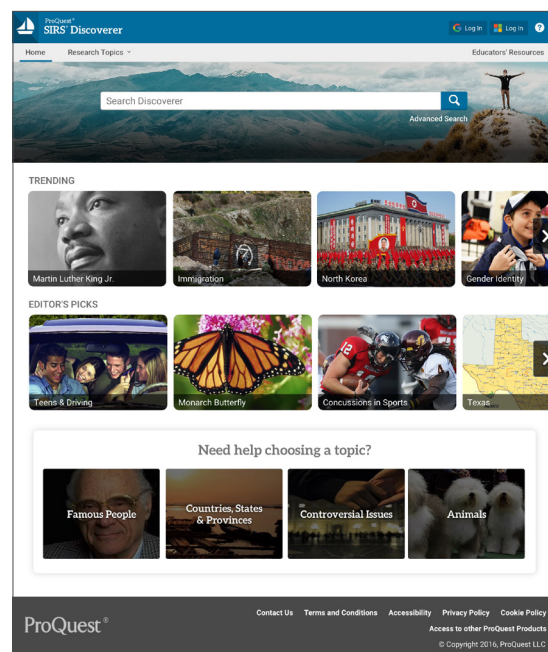 ProQuest®
SIRS® Discoverer
Log In
Log In
?
Home
Research Topics
Educators' Resources
Search Discoverer
Advanced Search
TRENDING
Martin Luther King Jr.
Immigration
North Korea
Gender Identity
EDITOR'S PICKS
Teens & Driving
Monarch Butterfly
Concussions in Sports
Texas
Need help choosing a topic?
Famous People
Countries, States
& Provinces
Controversial Issues
Animals
ProQuest®
Contact Us Terms and Conditions Accessibility Privacy Policy Cookie Policy
Access to other ProQuest Products
© Copyright 2016, ProQuest LLC